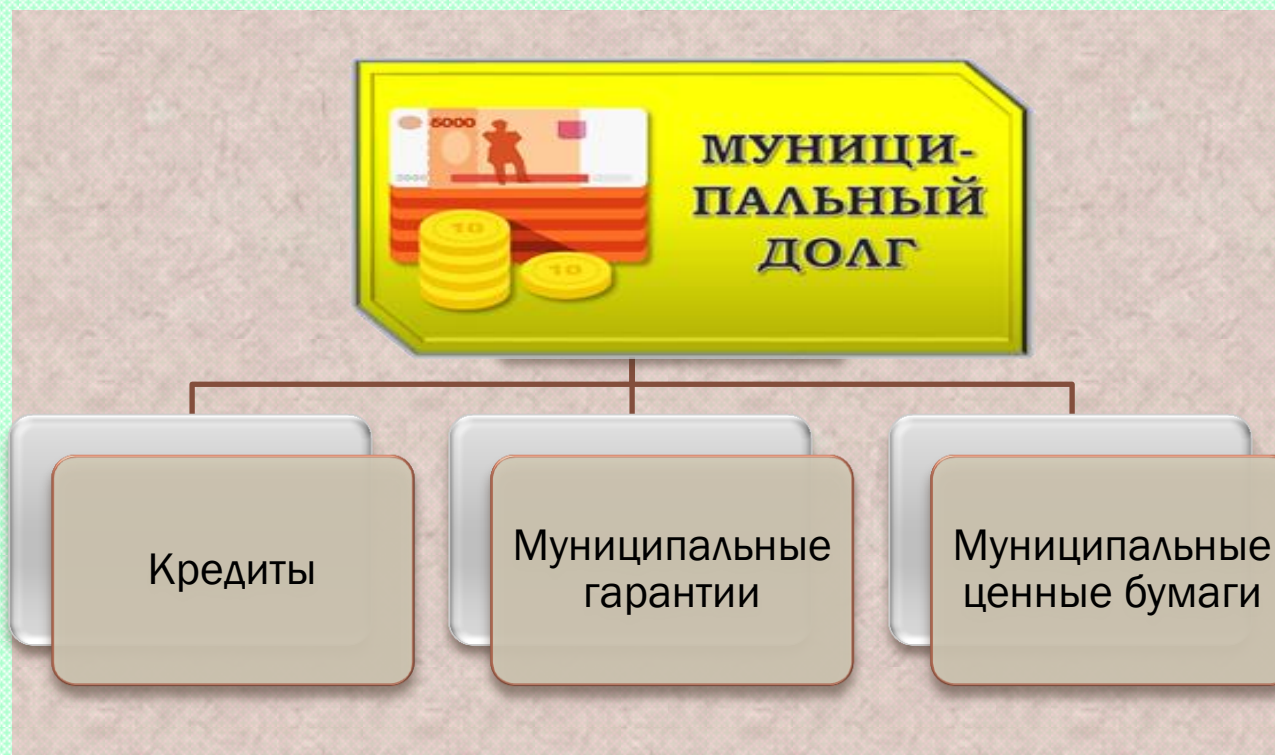 5000
10
10
МУНИЦИ-
ПАЛЬНЫЙ
ДОЛГ
Кредиты
Муниципальные
гарантии
Муниципальные
ценные бумаги